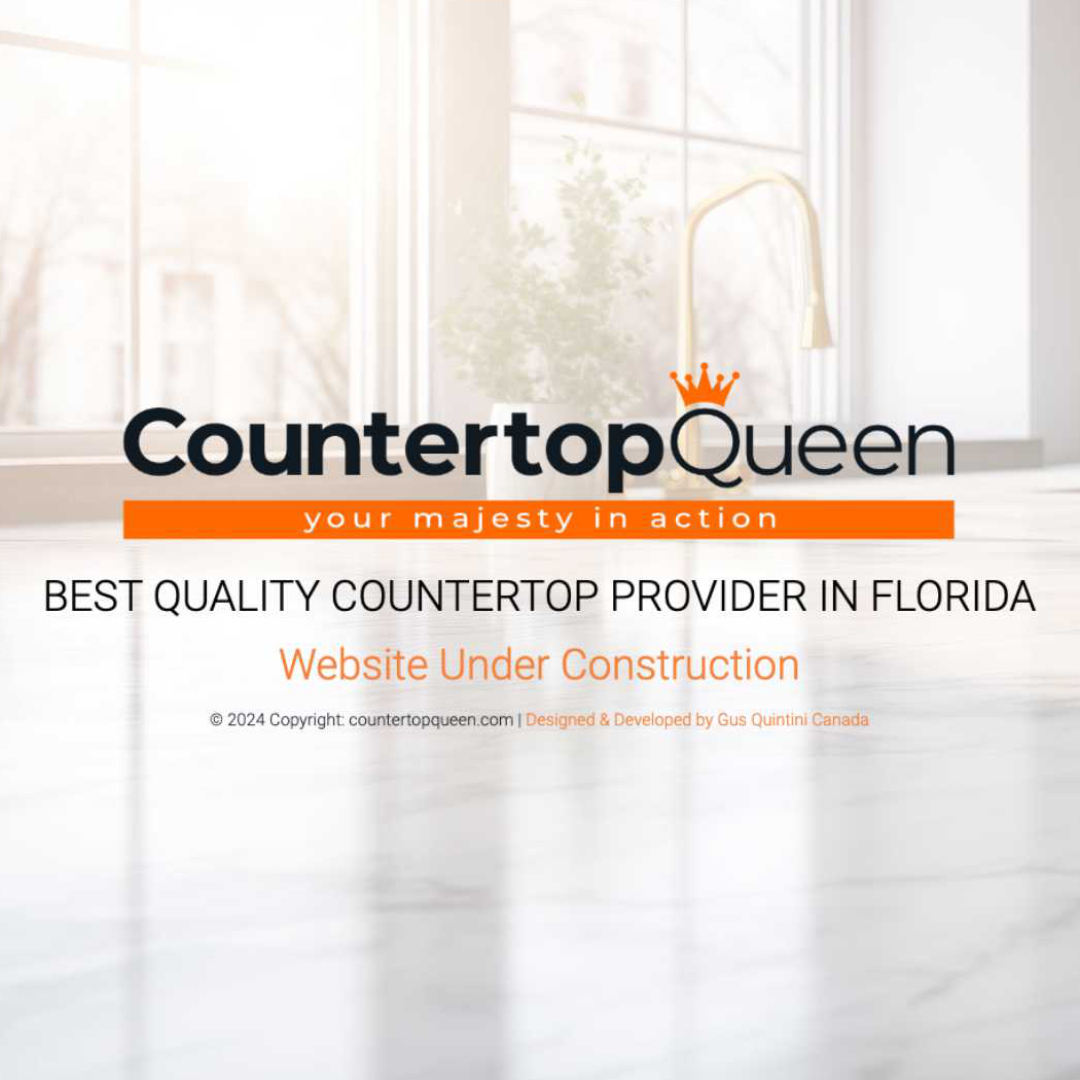 CountertopQueen
your majesty in action
BEST QUALITY COUNTERTOP PROVIDER IN FLORIDA
Website Under Construction
© 2024 Copyright: countertopqueen.com | Designed & Developed by Gus Quintini Canada